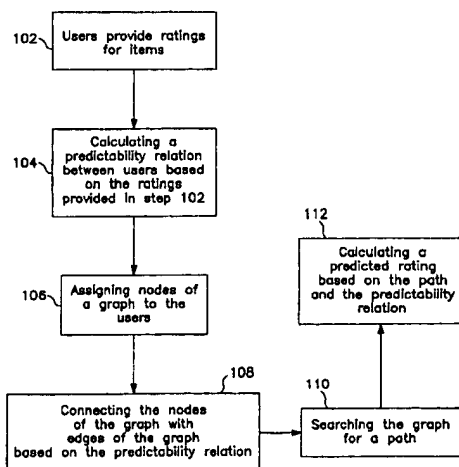 102
Users provide ratings
for items
104
Calculating a
predictability relation
between users based
on the ratings
provided in step 102
106
Assigning nodes of
a graph to the
users
108
Connecting the nodes
of the graph with
edges of the graph
based on the predictability relation
110
Searching the graph
for a path
112
Calculating a
predicted rating
based on the path
and the predictability
relation